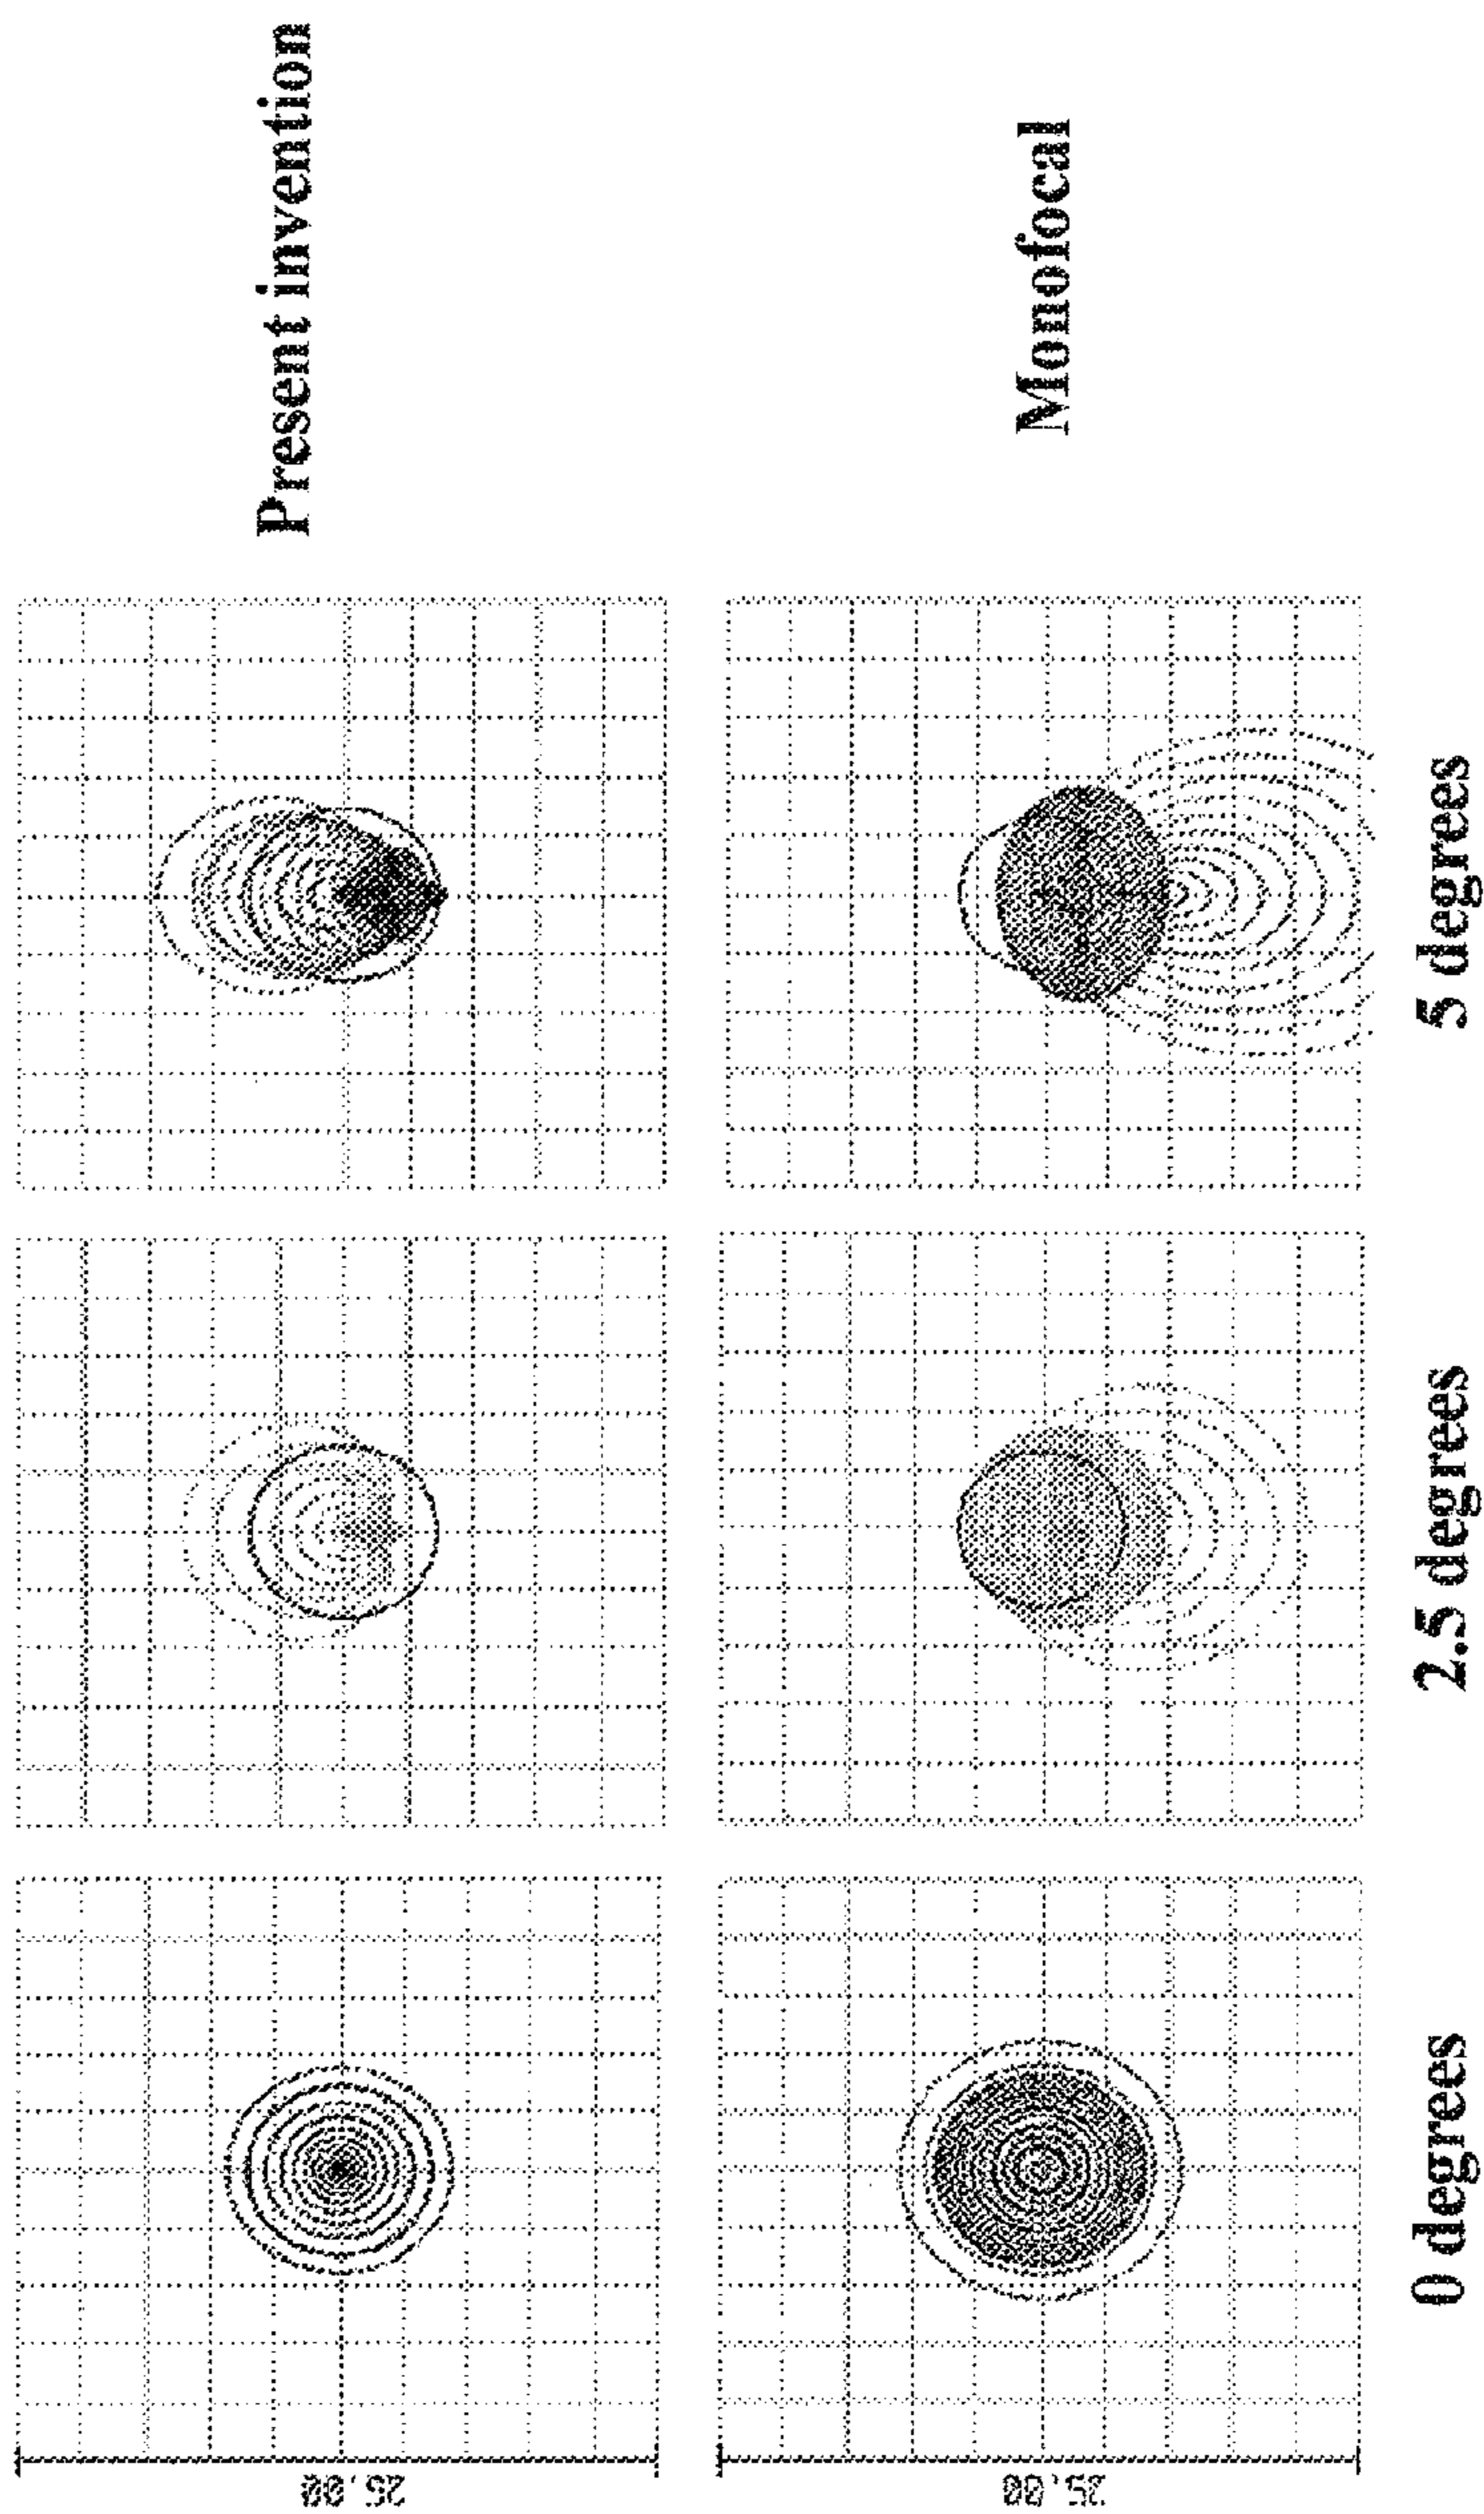 25.00
Present invention
25.00
Monofocal
0 degrees
2.5 degrees
5 degrees